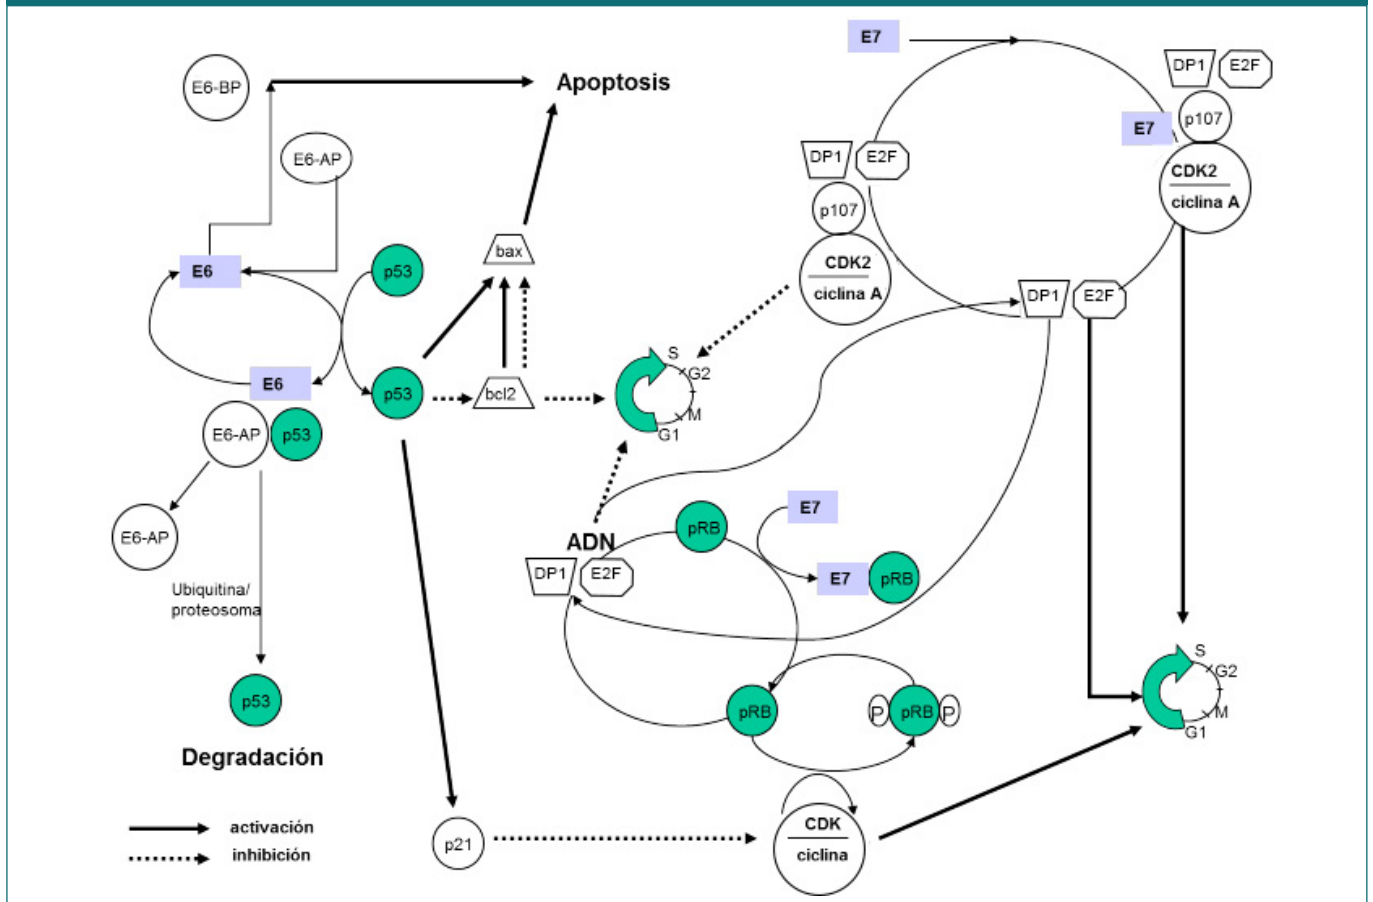 E7
DP1 E2F
E6-BP
Apoptosis
p107
E7
E6-AP
DP1 E2F
CDK2
ciclina A
p107
bax
p53
E6
CDK2
ciclina A
DP1 E2F
S
G2
M
G1
E6
p53
bcl2
E6-AP p53
E7
pRB
E6-AP
ADN
DP1 E2F
E7 pRB
Ubiquitina/
proteosoma
S
G2
M
G1
p53
pRB
P pRB P
Degradación
activación
inhibición
p21
CDK
ciclina